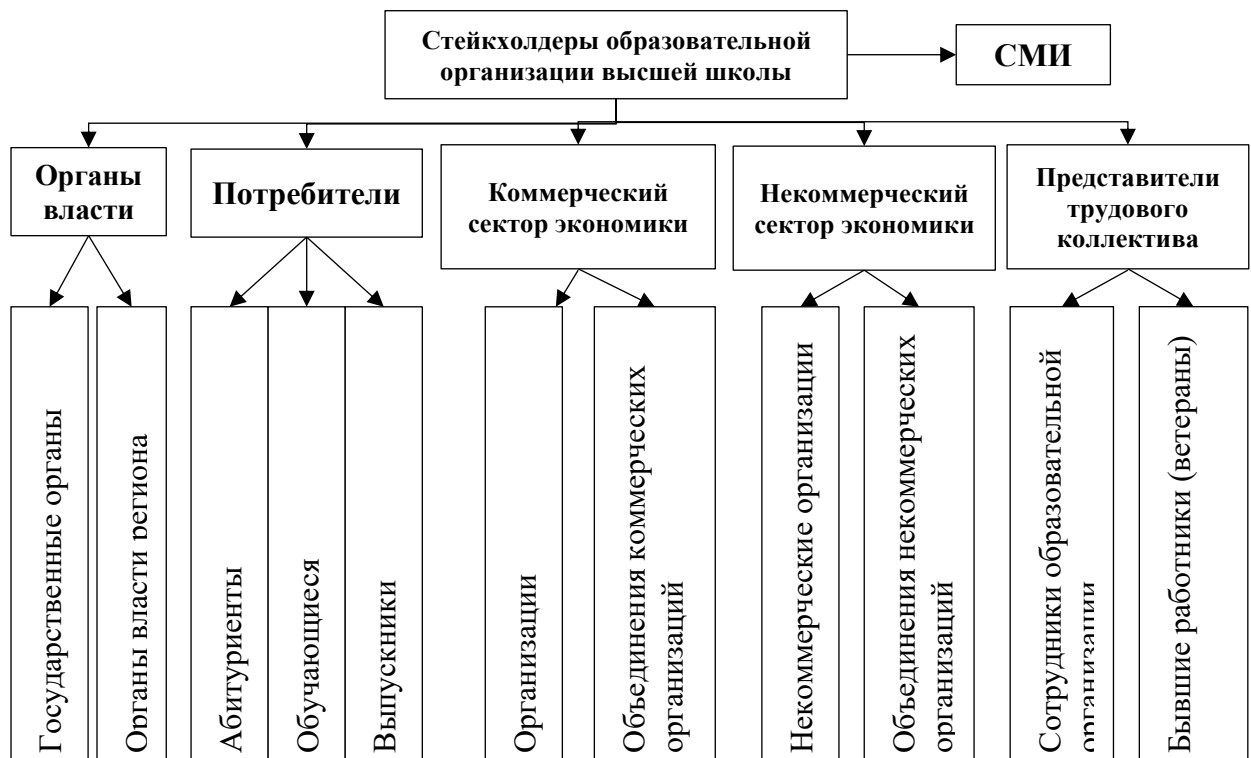 Стейкхолдеры образовательной
организации высшей школы
СМИ
Органы
власти
Потребители
Коммерческий
сектор экономики
Некоммерческий
сектор экономики
Представители
трудового
коллектива
Государственные органы
Органы власти региона
Абитуриенты
Обучающиеся
Выпускники
Организации
Объединения коммерческих
организаций
Некоммерческие организации
Объединения некоммерческих
организаций
Сотрудники образовательной
организации
Бывшие работники (ветераны)